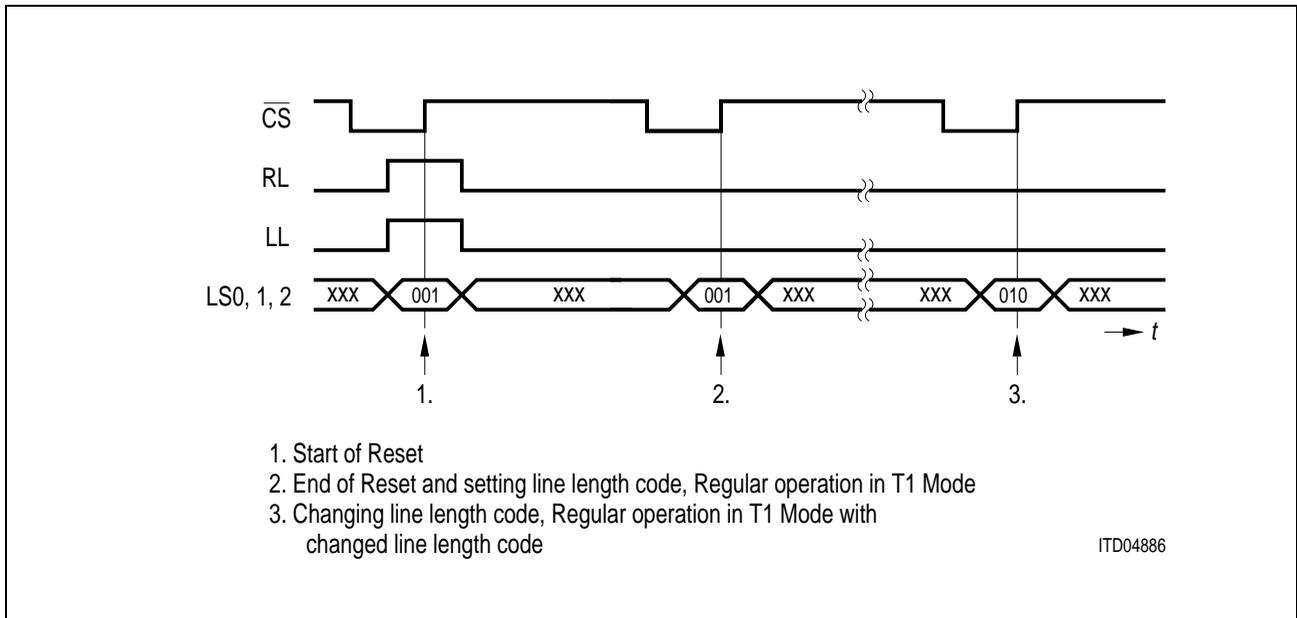 CS
RL
LL
LS0, 1, 2 XXX 001 XXX 001 XXX XXX 010 XXX
t
1. 2. 3.
1. Start of Reset
2. End of Reset and setting line length code, Regular operation in T1 Mode
3. Changing line length code, Regular operation in T1 Mode with
changed line length code
ITD04886